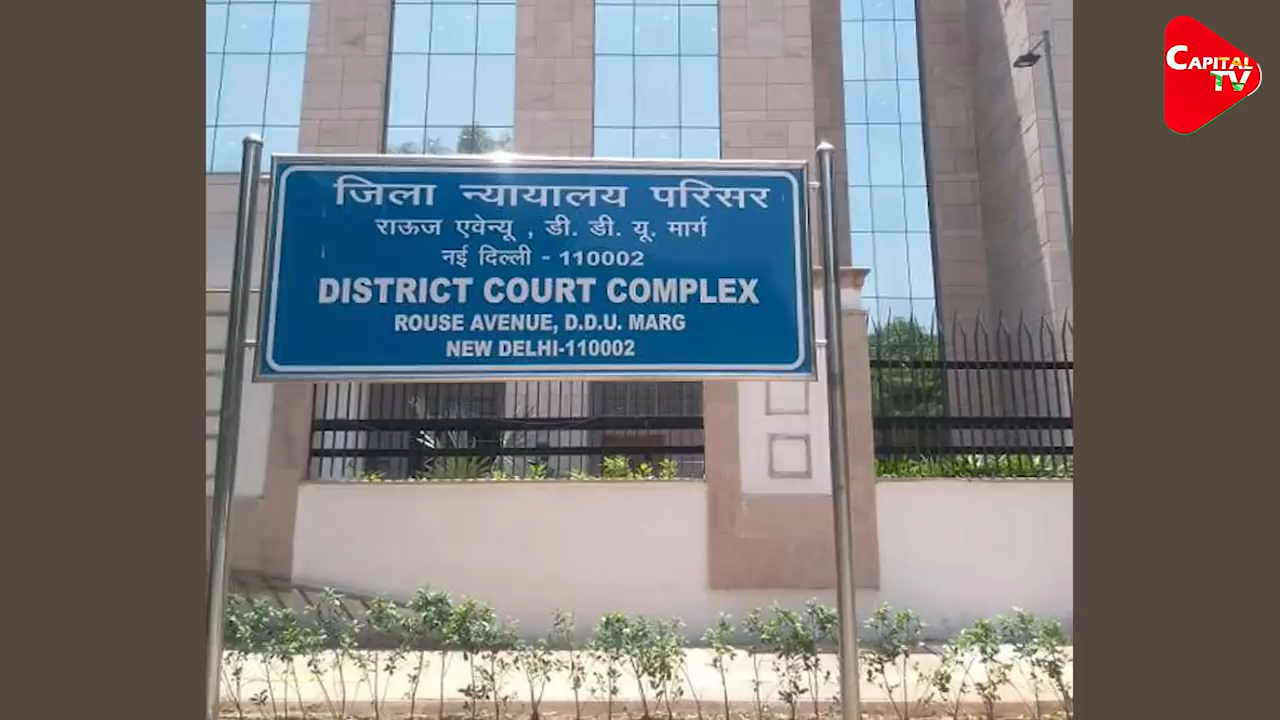 जिला न्यायालय परिसर
राऊज एवेन्यू , डी. डी. यू. मार्ग
नई दिल्ली - 110002
DISTRICT COURT COMPLEX
ROUSE AVENUE, D.D.U. MARG
NEW DELHI-110002
CAPITAL
TV